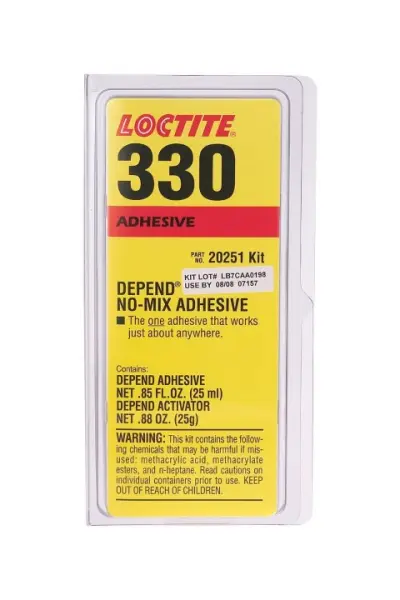 LOCTITE®
330
ADHESIVE
PART NO. 20251 Kit
KIT LOT# LB7CAA0198
USE BY 08/08 07157
DEPEND®
NO-MIX ADHESIVE
■ The one adhesive that works
just about anywhere.
Contains:
DEPEND ADHESIVE
NET .85 FL.OZ. (25 ml)
DEPEND ACTIVATOR
NET .88 OZ. (25g)
WARNING: This kit contains the follow-
ing chemicals that may be harmful if mis-
used: methacrylic acid, methacrylate
esters, and n-heptane. Read cautions on
individual containers prior to use. KEEP
OUT OF REACH OF CHILDREN.